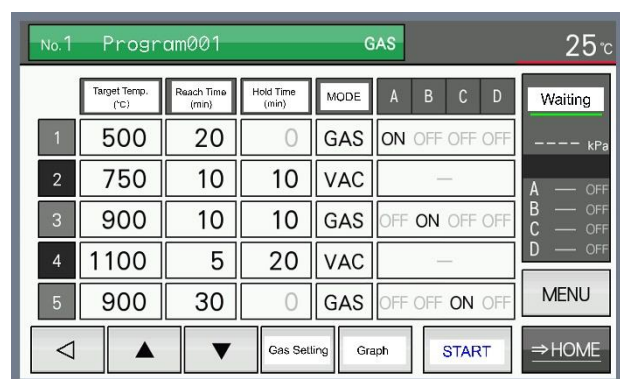 No.1 Program001 GAS 25℃
Target Temp. (℃) Reach Time (min) Hold Time (min) MODE A B C D Waiting
1 500 20 0 GAS ON OFF OFF OFF ---- kPa
2 750 10 10 VAC —
A — OFF
3 900 10 10 GAS OFF ON OFF OFF B — OFF
C — OFF
4 1100 5 20 VAC — D — OFF
5 900 30 0 GAS OFF OFF ON OFF MENU
◁ ▲ ▼ Gas Setting Graph START ⇒HOME